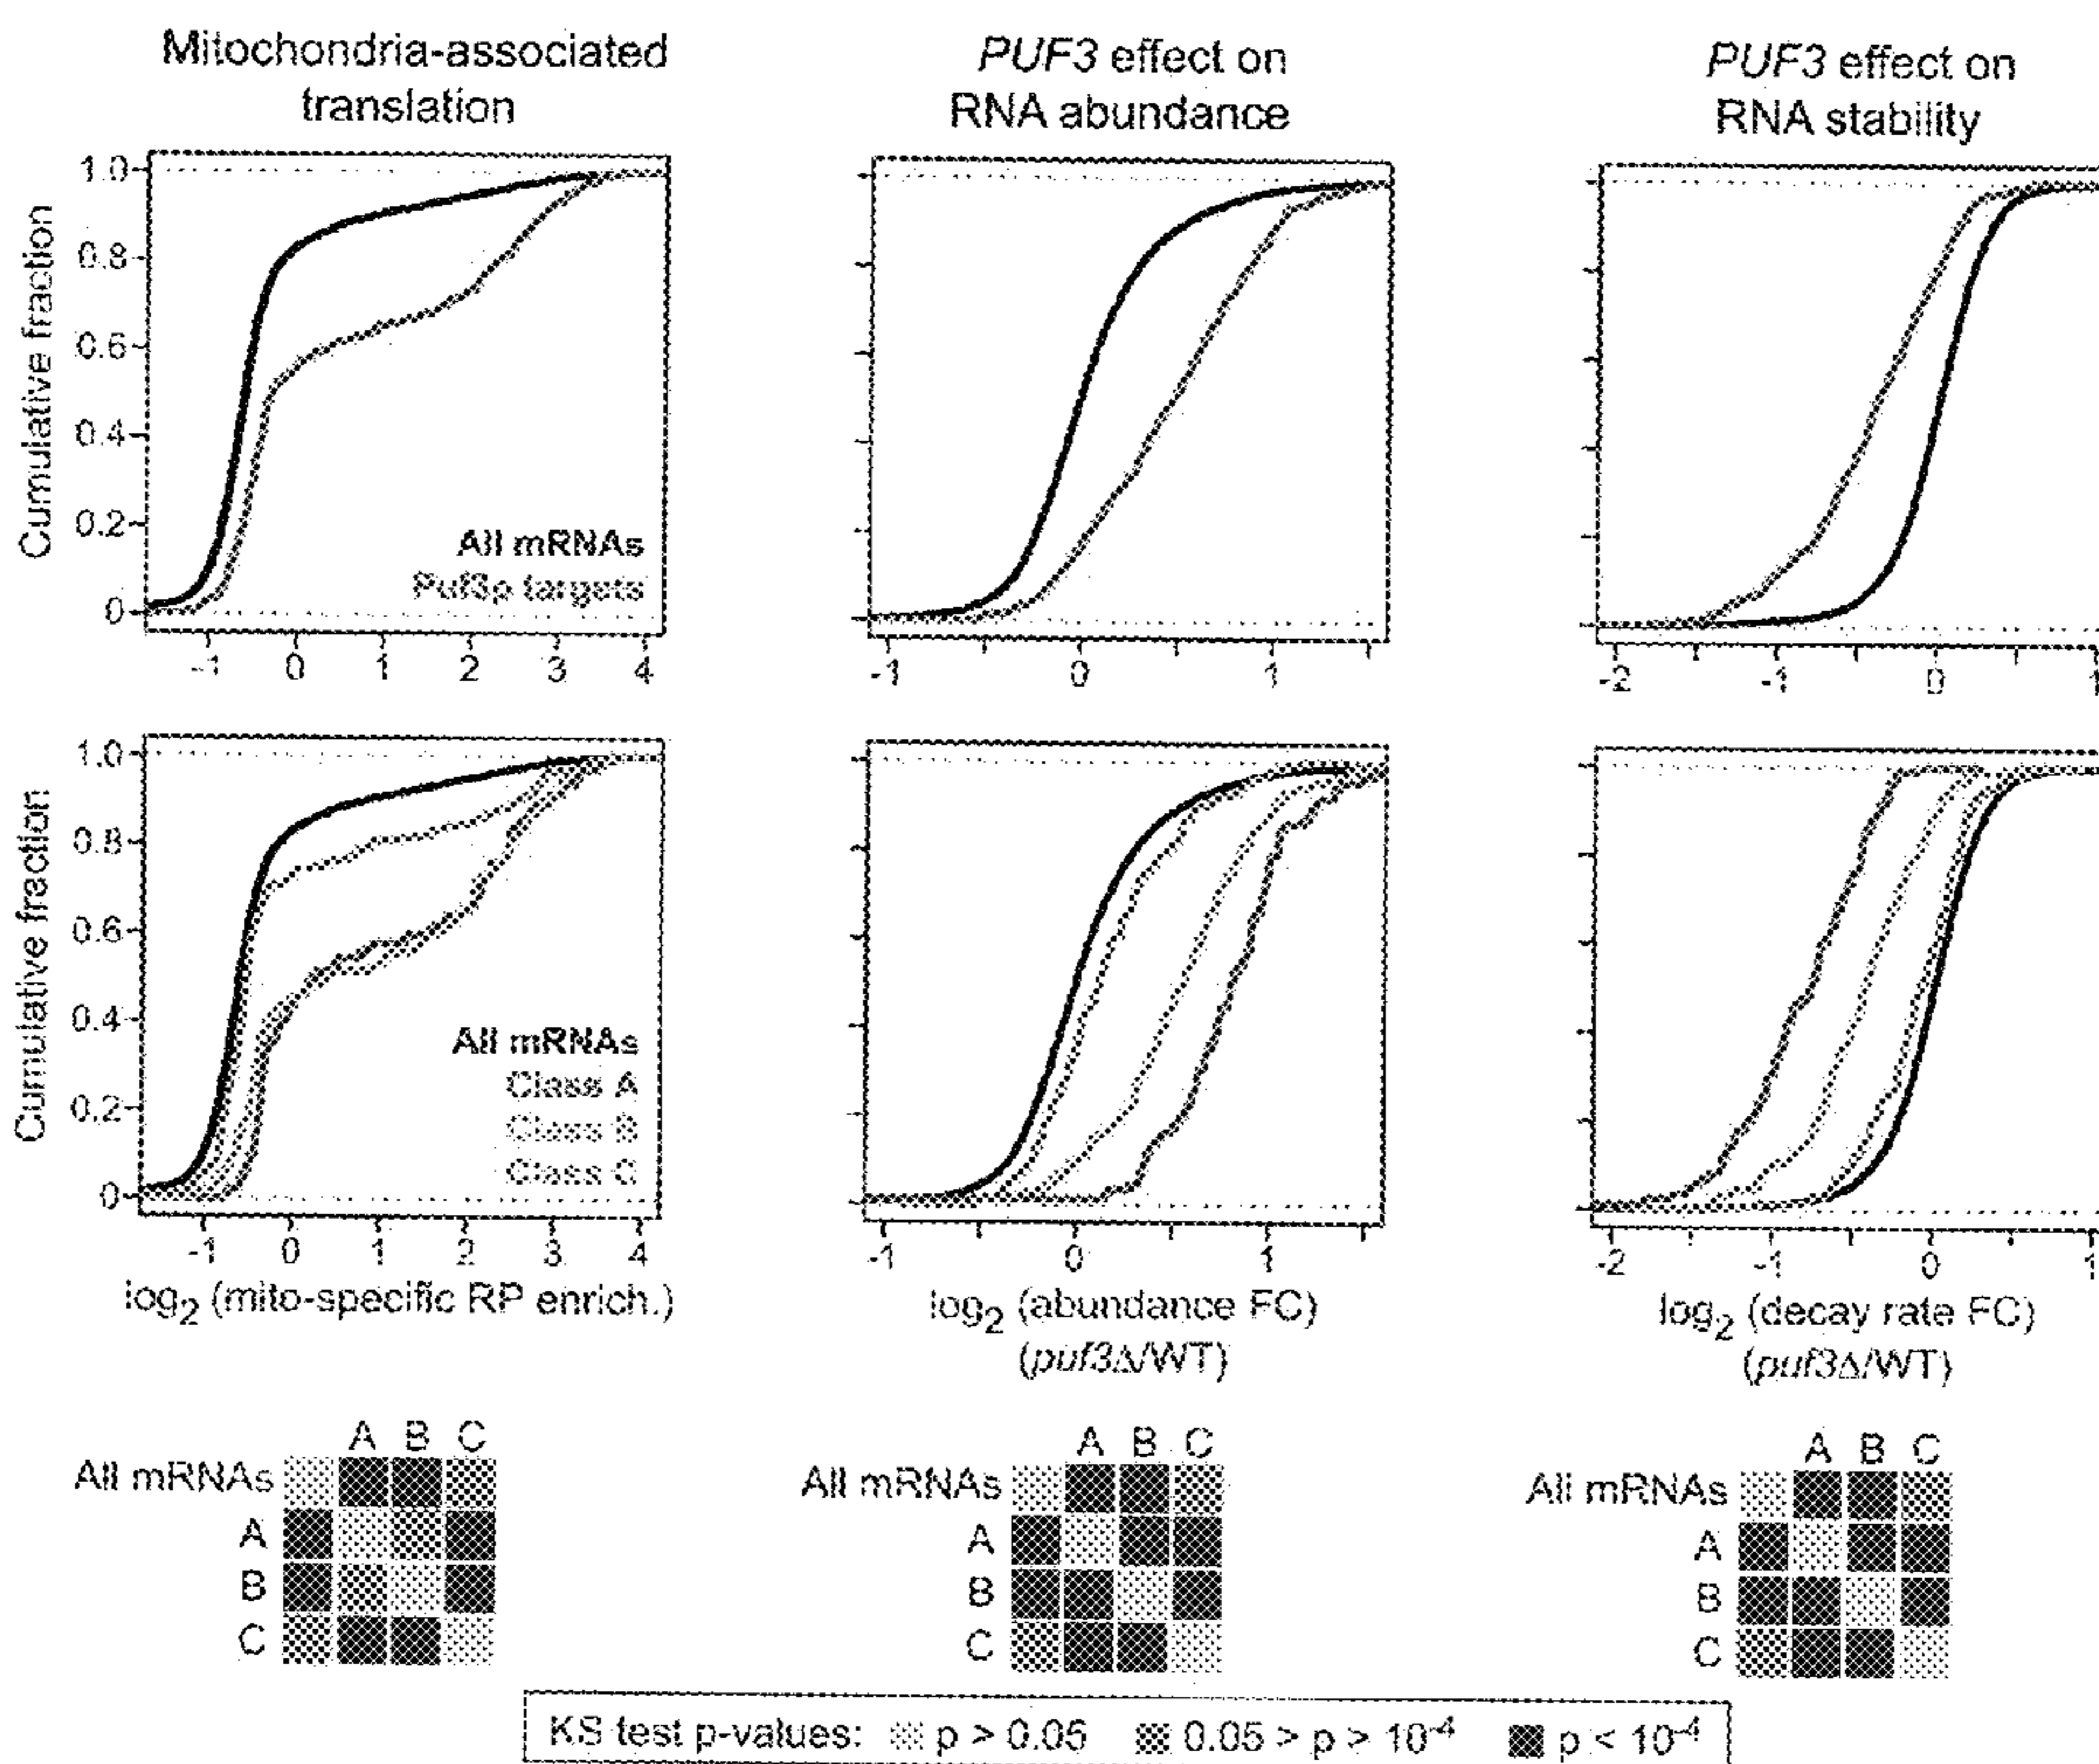 Mitochondria-associated
translation
PUF3 effect on
RNA abundance
PUF3 effect on
RNA stability
Cumulative fraction
1.0
0.8
0.6
0.4
0.2
0
All mRNAs
Puf3p targets
-1 0 1 2 3 4
-1 0 1
-2 -1 0 1
Cumulative fraction
1.0
0.8
0.6
0.4
0.2
0
All mRNAs
Class A
Class B
Class C
-1 0 1 2 3 4
-1 0 1
-2 -1 0 1
log2 (mito-specific RP enrich.)
log2 (abundance FC)
(puf3Δ/WT)
log2 (decay rate FC)
(puf3Δ/WT)
A B C
All mRNAs
A
B
C
A B C
All mRNAs
A
B
C
A B C
All mRNAs
A
B
C
KS test p-values: p > 0.05 0.05 > p > 10-4 p < 10-4